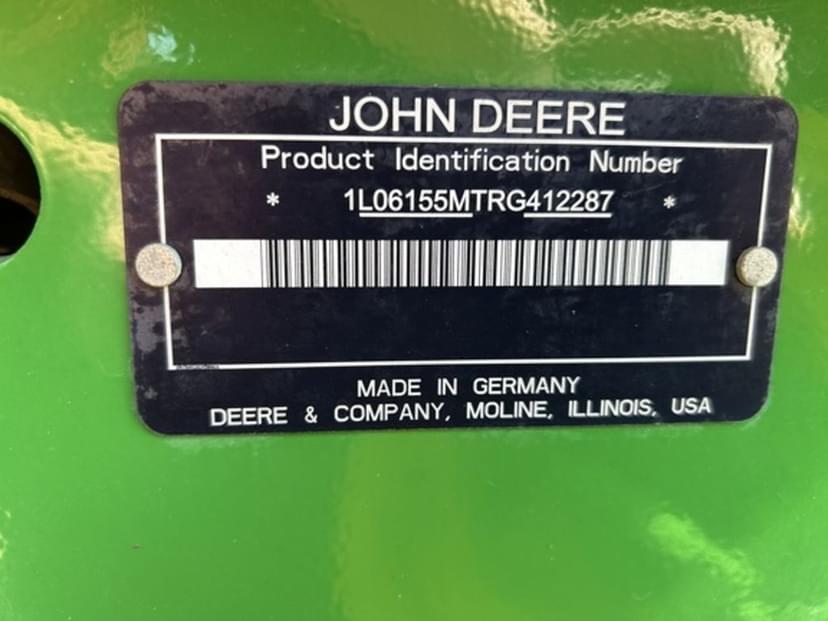 JOHN DEERE
Product Identification Number
* 1L06155MTRG412287 *
MADE IN GERMANY
DEERE & COMPANY, MOLINE, ILLINOIS, USA